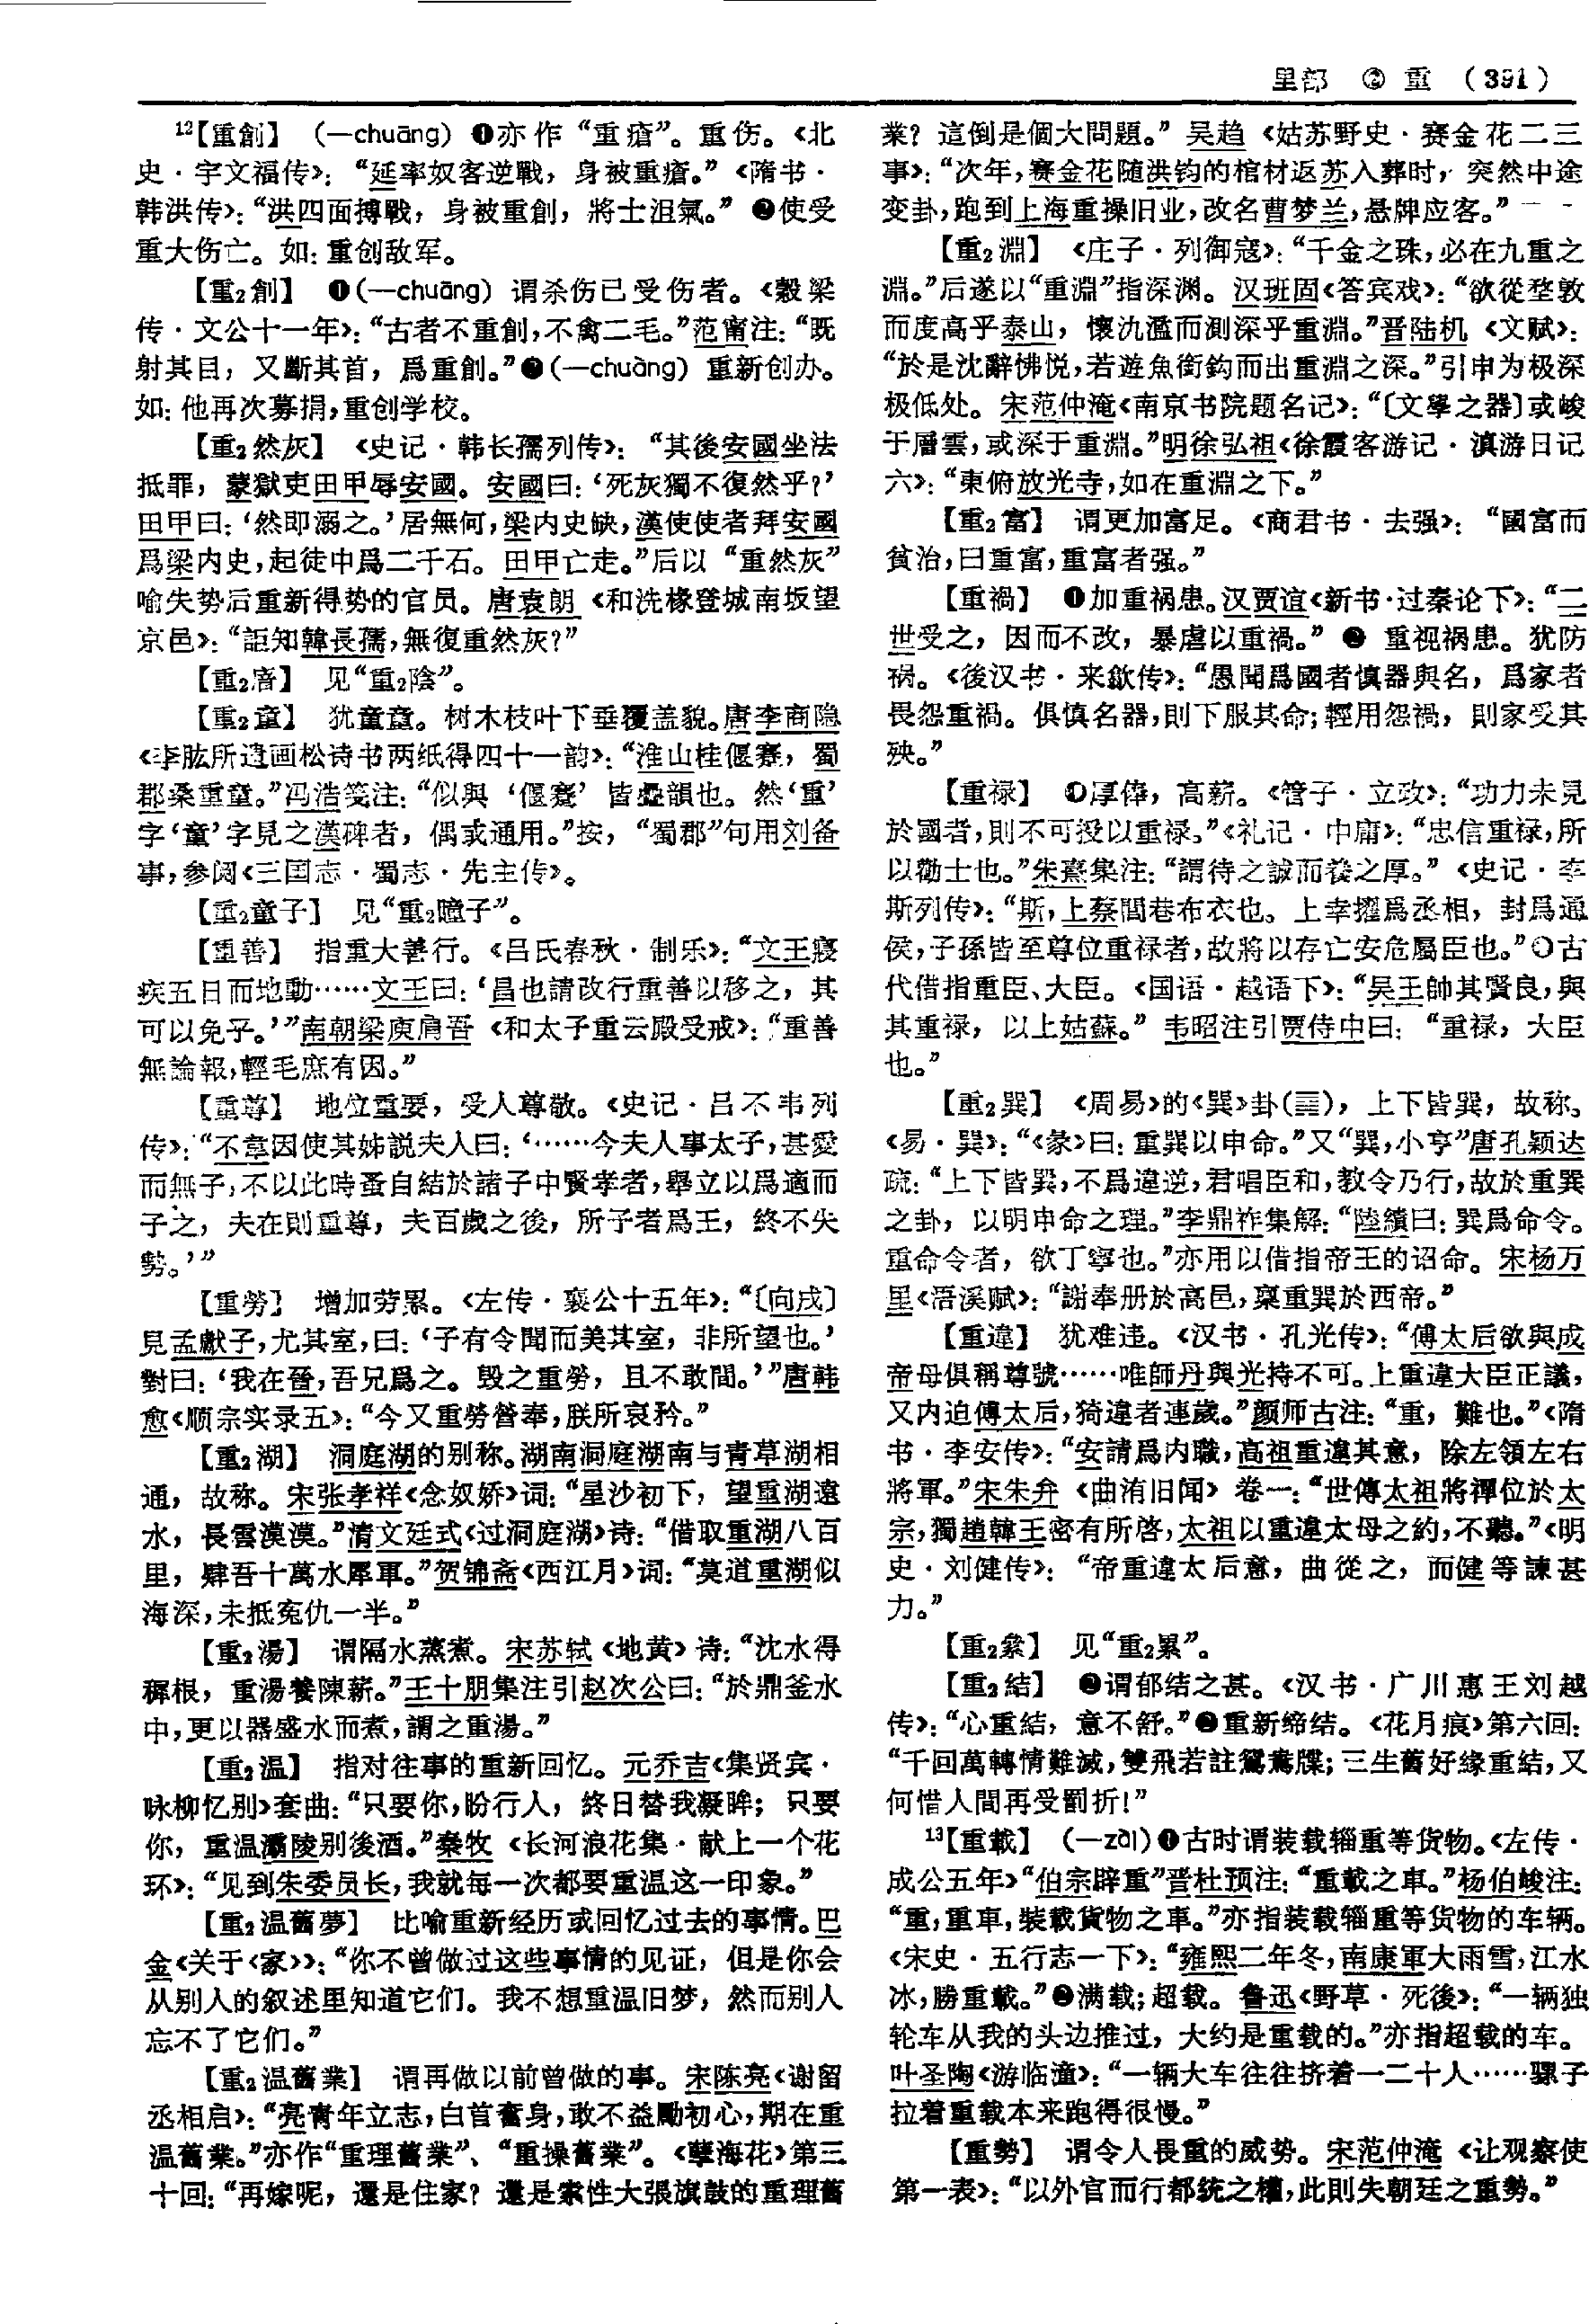 里部 ② 重 （391）
12【重創】 （—chuāng）❶亦作“重瘡”。重伤。《北
史·宇文福传》：“延率奴客逆戰，身被重瘡。”《隋书·
韩洪传》：“洪四面搏戰，身被重創，將士沮氣。”❷使受
重大伤亡。如：重创敌军。
【重2創】 ❶（—chuāng）谓杀伤已受伤者。《榖梁
传·文公十一年》：“古者不重創，不禽二毛。”范甯注：“既
射其目，又斷其首，爲重創。”❷（—chuàng）重新创办。
如：他再次募捐，重创学校。
【重2然灰】 《史记·韩长孺列传》：“其後安國坐法
抵罪，蒙獄吏田甲辱安國。安國曰：‘死灰獨不復然乎？’
田甲曰：‘然即溺之。’居無何，梁内史缺，漢使使者拜安國
爲梁内史，起徒中爲二千石。田甲亡走。”后以“重然灰”
喻失势后重新得势的官员。唐袁朗《和洗椽登城南坂望
京邑》：“詎知韓長孺，無復重然灰？”
【重2廕】 见“重2陰”。
【重2童】 犹童童。树木枝叶下垂覆盖貌。唐李商隐
《李肱所遗画松诗书两纸得四十一韵》：“淮山桂偃蹇，蜀
郡桑重童。”冯浩笺注：“似與‘偃蹇’皆疊韻也。然‘重’
字‘童’字見之漢碑者，偶或通用。”按，“蜀郡”句用刘备
事，参阅《三国志·蜀志·先主传》。
【重2童子】 见“重2瞳子”。
【重善】 指重大善行。《吕氏春秋·制乐》：“文王寢
疾五日而地動……文王曰：‘昌也請改行重善以移之，其
可以免乎。’”南朝梁庾肩吾《和太子重云殿受戒》：“重善
無論報，輕毛庶有因。”
【重尊】 地位重要，受人尊敬。《史记·吕不韦列
传》：“不韋因使其姊説夫人曰：‘……今夫人事太子，甚愛
而無子，不以此時蚤自結於諸子中賢孝者，舉立以爲適而
子之，夫在則重尊，夫百歲之後，所子者爲王，終不失
勢。’”
【重勞】 增加劳累。《左传·襄公十五年》：“〔向戌〕
見孟獻子，尤其室，曰：‘子有令聞而美其室，非所望也。’
對曰：‘我在晉，吾兄爲之。毁之重勞，且不敢間。’”唐韩
愈《顺宗实录五》：“今又重勞營奉，朕所哀矜。”
【重2湖】 洞庭湖的别称。湖南洞庭湖南与青草湖相
通，故称。宋张孝祥《念奴娇》词：“星沙初下，望重湖遠
水，長雲漠漠。”清文廷式《过洞庭湖》诗：“借取重湖八百
里，肄吾十萬水犀軍。”贺锦斋《西江月》词：“莫道重湖似
海深，未抵冤仇一半。”
【重2湯】 谓隔水蒸煮。宋苏轼《地黄》诗：“沈水得
穉根，重湯養陳薪。”王十朋集注引赵次公曰：“於鼎釜水
中，更以器盛水而煮，謂之重湯。”
【重2温】 指对往事的重新回忆。元乔吉《集贤宾·
咏柳忆别》套曲：“只要你，盼行人，終日替我凝眸；只要
你，重温灞陵别後酒。”秦牧《长河浪花集·献上一个花
环》：“见到朱委员长，我就每一次都要重温这一印象。”
【重2温舊夢】 比喻重新经历或回忆过去的事情。巴
金《关于〈家〉》：“你不曾做过这些事情的见证，但是你会
从别人的叙述里知道它们。我不想重温旧梦，然而别人
忘不了它们。”
【重2温舊業】 谓再做以前曾做的事。宋陈亮《谢留
丞相启》：“亮青年立志，白首奮身，敢不益勵初心，期在重
温舊業。”亦作“重理舊業”、“重操舊業”。《孽海花》第三
十回：“再嫁呢，還是住家？還是索性大張旗鼓的重理舊
業？這倒是個大問題。”吴趋《姑苏野史·赛金花二三
事》：“次年，赛金花随洪钧的棺材返苏入葬时，突然中途
变卦，跑到上海重操旧业，改名曹梦兰，悬牌应客。”
【重2淵】 《庄子·列御寇》：“千金之珠，必在九重之
淵。”后遂以“重淵”指深渊。汉班固《答宾戏》：“欲從堥敦
而度高乎泰山，懷氿濫而測深乎重淵。”晋陆机《文赋》：
“於是沈辭怫悦，若遊魚銜鈎而出重淵之深。”引申为极深
极低处。宋范仲淹《南京书院题名记》：“〔文學之器〕或峻
于層雲，或深于重淵。”明徐弘祖《徐霞客游记·滇游日记
六》：“東俯放光寺，如在重淵之下。”
【重2富】 谓更加富足。《商君书·去强》：“國富而
貧治，曰重富，重富者强。”
【重禍】 ❶加重祸患。汉贾谊《新书·过秦论下》：“二
世受之，因而不改，暴虐以重禍。”❷ 重视祸患。犹防
祸。《後汉书·来歙传》：“愚聞爲國者慎器與名，爲家者
畏怨重禍。俱慎名器，則下服其命；輕用怨禍，則家受其
殃。”
【重禄】 ❶厚俸，高薪。《管子·立政》：“功力未見
於國者，則不可授以重禄。”《礼记·中庸》：“忠信重禄，所
以勸士也。”朱熹集注：“謂待之誠而養之厚。”《史记·李
斯列传》：“斯，上蔡閭巷布衣也。上幸擢爲丞相，封爲通
侯，子孫皆至尊位重禄者，故將以存亡安危屬臣也。”❷古
代借指重臣、大臣。《国语·越语下》：“吴王帥其賢良，與
其重禄，以上姑蘇。”韦昭注引贾侍中曰：“重禄，大臣
也。”
【重2巽】 《周易》的《巽》卦（䷸），上下皆巽，故称。
《易·巽》：“《彖》曰：重巽以申命。”又“巽，小亨”唐孔颖达
疏：“上下皆巽，不爲違逆，君唱臣和，教令乃行，故於重巽
之卦，以明申命之理。”李鼎祚集解：“陸績曰：巽爲命令。
重命令者，欲丁寧也。”亦用以借指帝王的诏命。宋杨万
里《浯溪赋》：“謝奉册於高邑，稟重巽於西帝。”
【重違】 犹难违。《汉书·孔光传》：“傅太后欲與成
帝母俱稱尊號……唯師丹與光持不可。上重違大臣正議，
又内迫傅太后，猗違者連歲。”颜师古注：“重，難也。”《隋
书·李安传》：“安請爲内職，高祖重違其意，除左領左右
將軍。”宋朱弁《曲洧旧闻》卷一：“世傳太祖將禪位於太
宗，獨趙韓王密有所啓，太祖以重違太母之約，不聽。”《明
史·刘健传》：“帝重違太后意，曲從之，而健等諫甚
力。”
【重2絫】 见“重2累”。
【重2結】 ❷谓郁结之甚。《汉书·广川惠王刘越
传》：“心重結，意不舒。”❷重新缔结。《花月痕》第六回：
“千回萬轉情難滅，雙飛若註鴛鴦牒；三生舊好緣重結，又
何惜人間再受罰折！”
13【重載】 （—zài）❶古时谓装载辎重等货物。《左传·
成公五年》“伯宗辟重”晋杜预注：“重載之車。”杨伯峻注：
“重，重車，裝載貨物之車。”亦指装载辎重等货物的车辆。
《宋史·五行志一下》：“雍熙二年冬，南康軍大雨雪，江水
冰，勝重載。”❷满载；超载。鲁迅《野草·死後》：“一辆独
轮车从我的头边推过，大约是重载的。”亦指超载的车。
叶圣陶《游临潼》：“一辆大车往往挤着一二十人……骡子
拉着重载本来跑得很慢。”
【重勢】 谓令人畏重的威势。宋范仲淹《让观察使
第一表》：“以外官而行都统之權，此則失朝廷之重勢。”